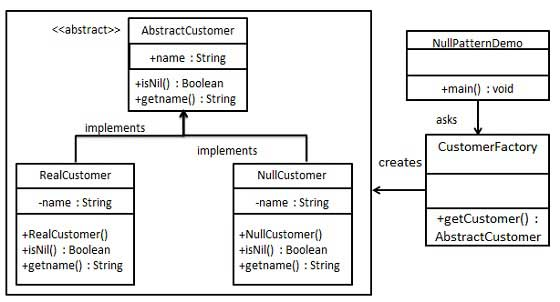 <<abstract>>
AbstractCustomer
+name : String
+isNil() : Boolean
+getname() : String
implements
implements
RealCustomer
-name : String
+RealCustomer()
+isNil() : Boolean
+getname() : String
NullCustomer
-name : String
+NullCustomer()
+isNil() : Boolean
+getname() : String
NullPatternDemo
+main() : void
asks
CustomerFactory
creates
+getCustomer() :
AbstractCustomer